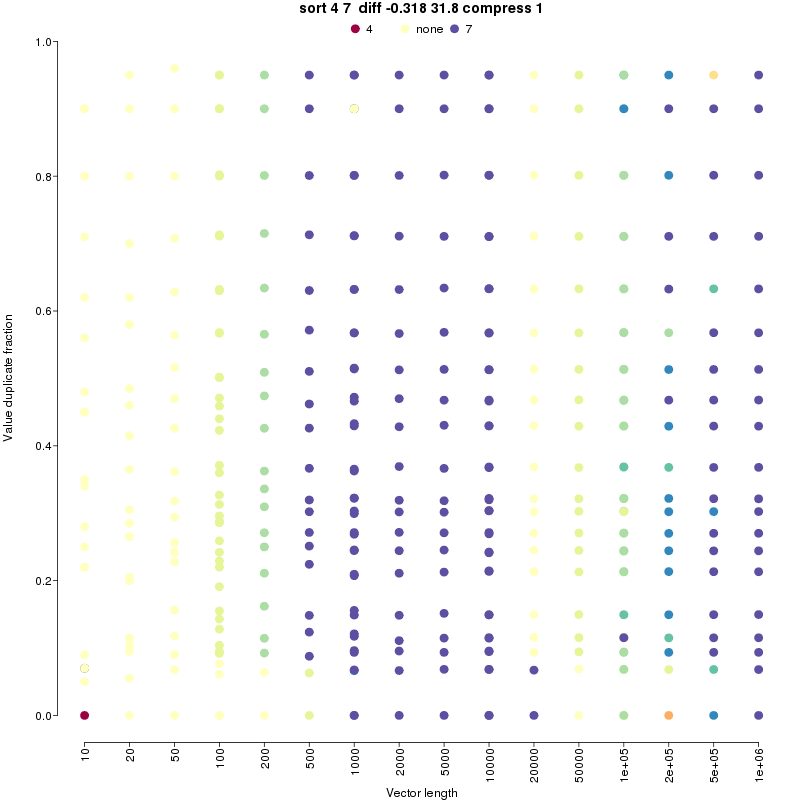 sort 4 7  diff -0.318 31.8 compress 1
4 none 7
1.0
0.8
0.6
0.4
0.2
0.0
Value duplicate fraction
10 20 50 100 200 500 1000 2000 5000 10000 20000 50000 1e+05 2e+05 5e+05 1e+06
Vector length